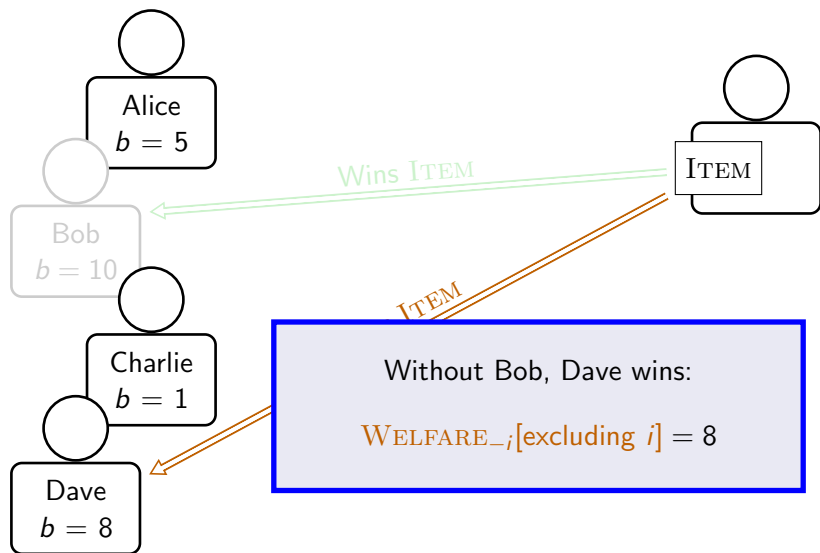 Alice
b = 5
Wins ITEM
ITEM
Bob
b = 10
ITEM
Charlie
b = 1
Without Bob, Dave wins:
WELFARE₋ᵢ[excluding i] = 8
Dave
b = 8